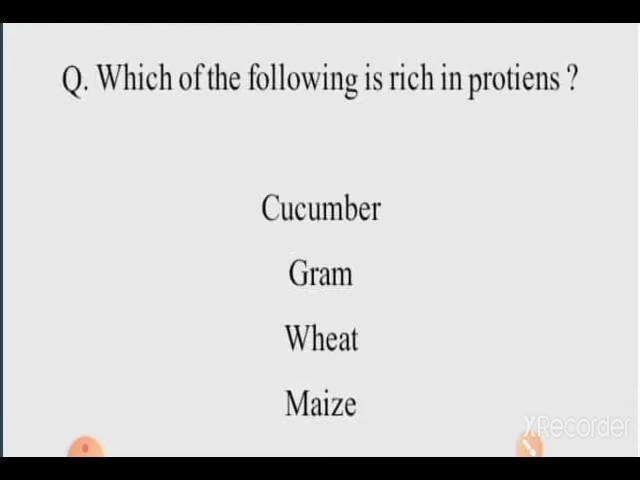 Q. Which of the following is rich in protiens ?
Cucumber
Gram
Wheat
Maize
XRecorder